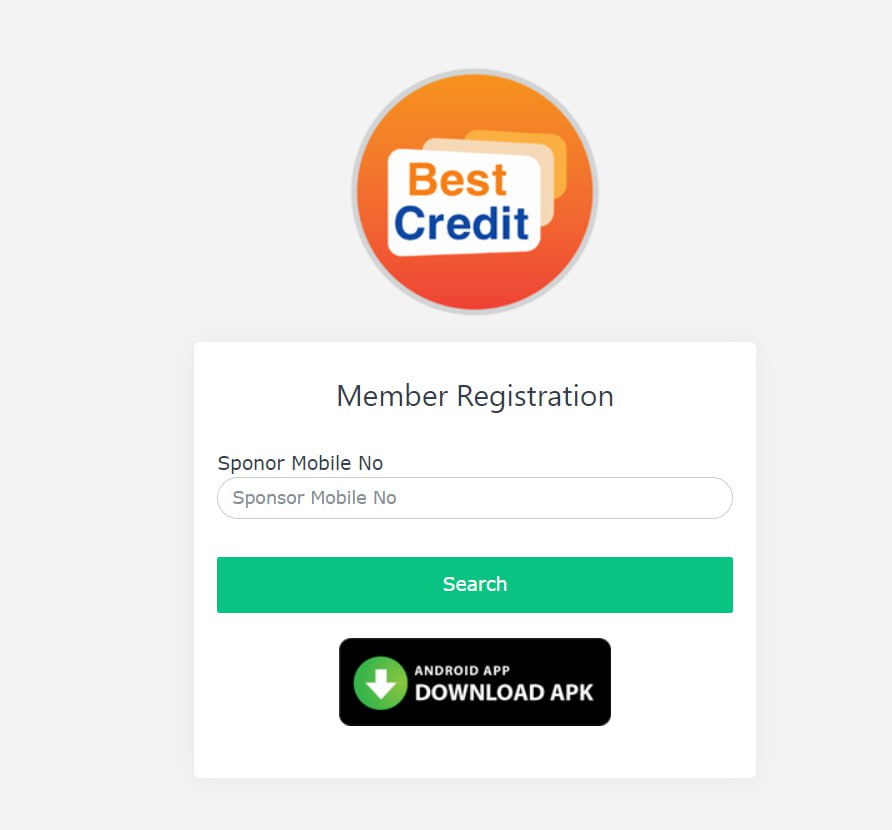 Best
Credit
Member Registration
Sponor Mobile No
Sponsor Mobile No
Search
ANDROID APP
DOWNLOAD APK